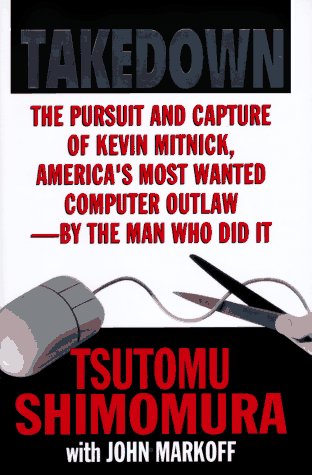 TAKEDOWN
THE PURSUIT AND CAPTURE
OF KEVIN MITNICK,
AMERICA'S MOST WANTED
COMPUTER OUTLAW
—BY THE MAN WHO DID IT
TSUTOMU
SHIMOMURA
with JOHN MARKOFF